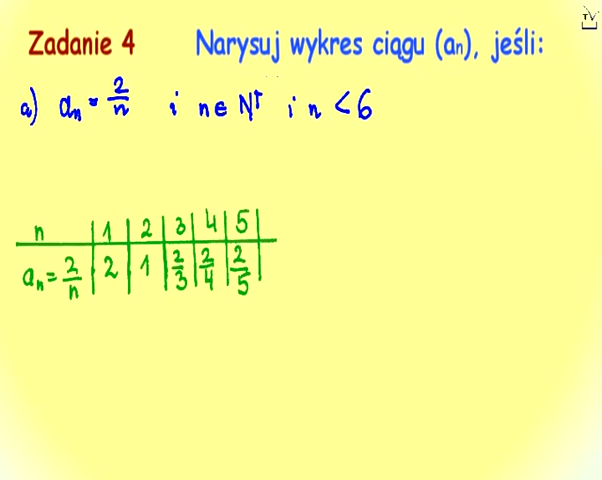 TV
Zadanie 4 Narysuj wykres ciągu (an), jeśli:
a) an = 2/n i n ∈ N+ i n < 6
n | 1 | 2 | 3 | 4 | 5 |
an = 2/n | 2 | 1 | 2/3 | 2/4 | 2/5 |